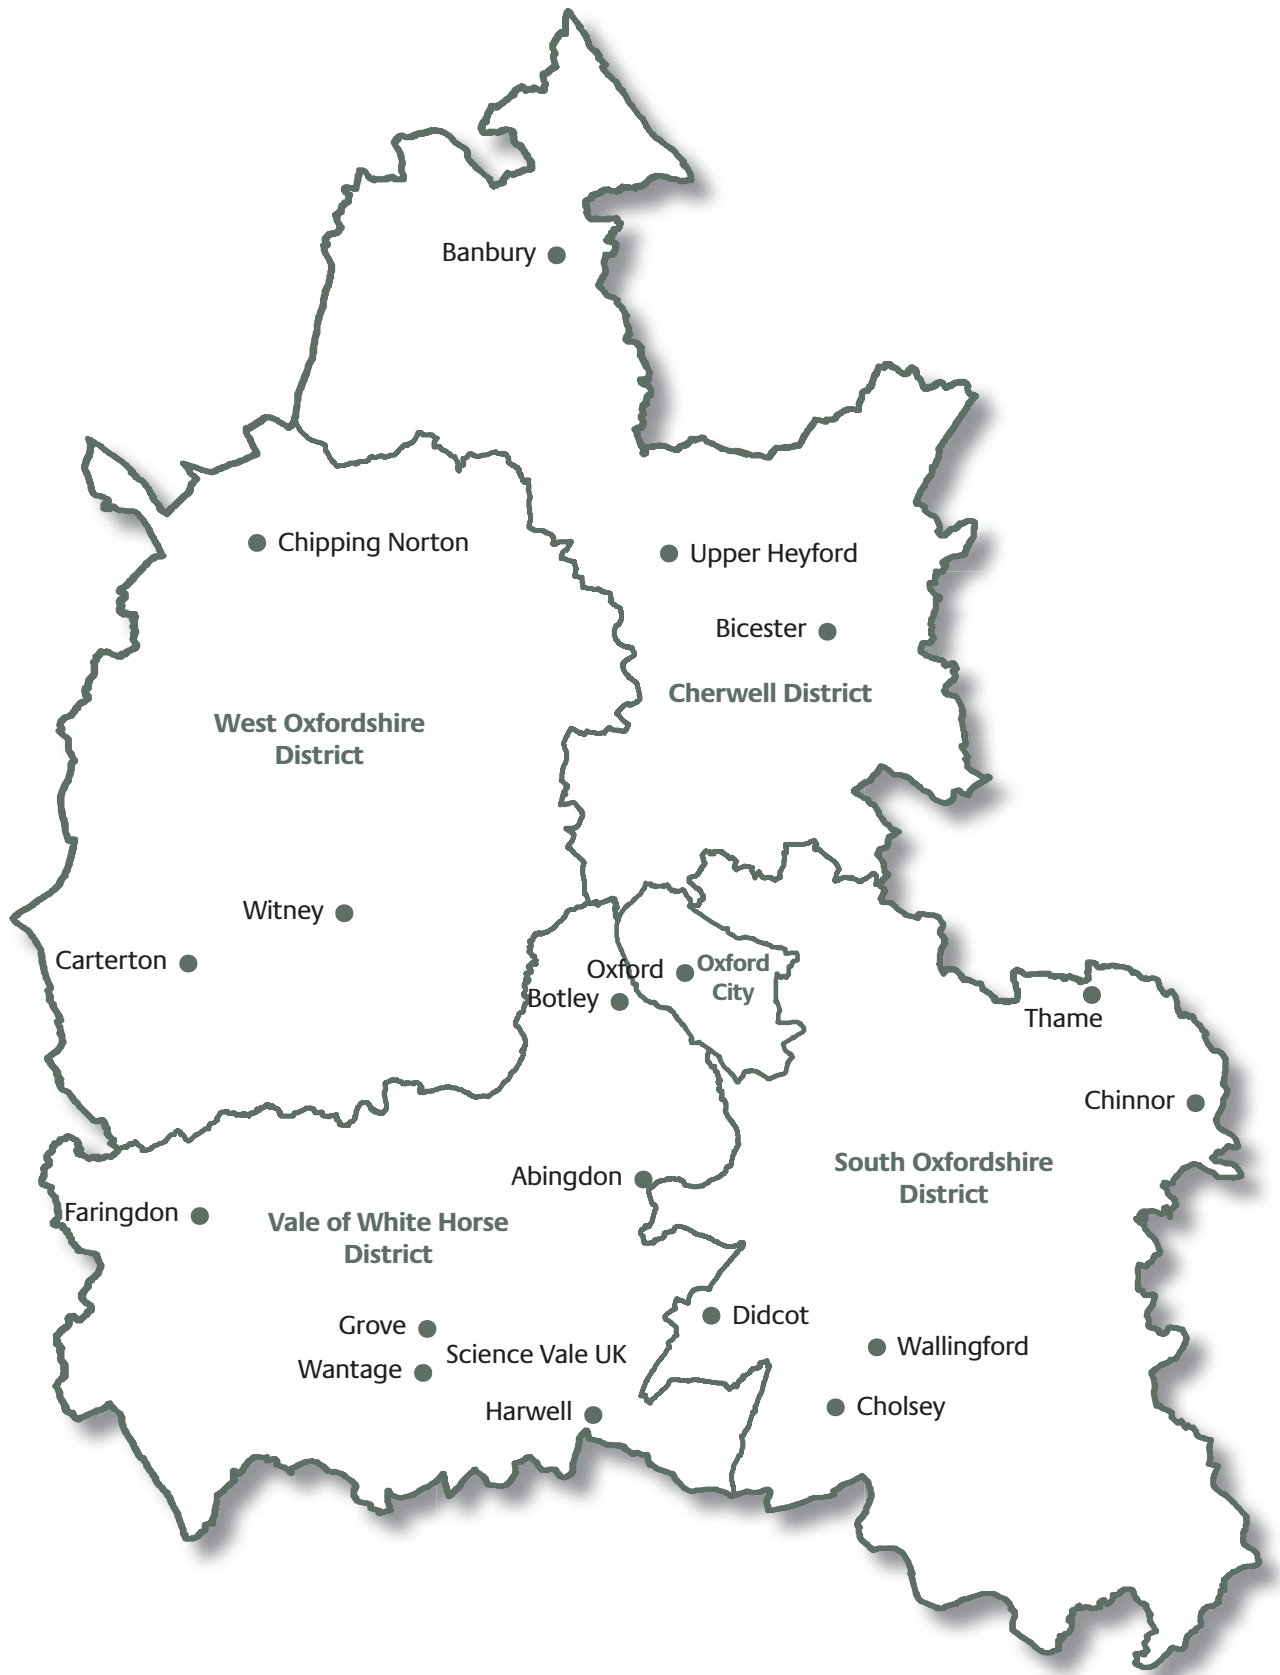 Banbury
Chipping Norton
Upper Heyford
Bicester
Cherwell District
West Oxfordshire
District
Witney
Carterton
Oxford
Oxford
City
Botley
Thame
Chinnor
Abingdon
South Oxfordshire
District
Faringdon
Vale of White Horse
District
Grove
Didcot
Science Vale UK
Wallingford
Wantage
Harwell
Cholsey